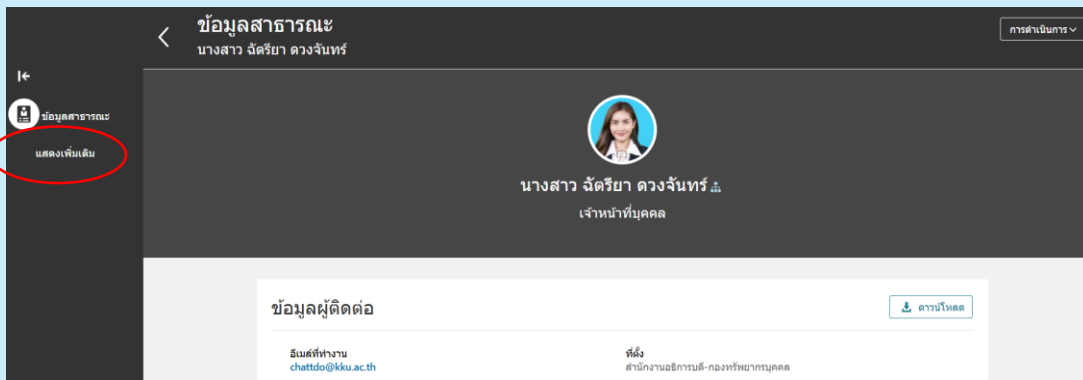 ข้อมูลสาธารณะ
นางสาว ฉัตรียา ดวงจันทร์
การดำเนินการ
ข้อมูลสาธารณะ
แสดงเพิ่มเติม
นางสาว ฉัตรียา ดวงจันทร์
เจ้าหน้าที่บุคคล
ข้อมูลผู้ติดต่อ
ดาวน์โหลด
อีเมล์ที่ทำงาน
ที่ตั้ง
chattdo@kku.ac.th
สำนักงานอธิการบดี-กองทรัพยากรบุคคล